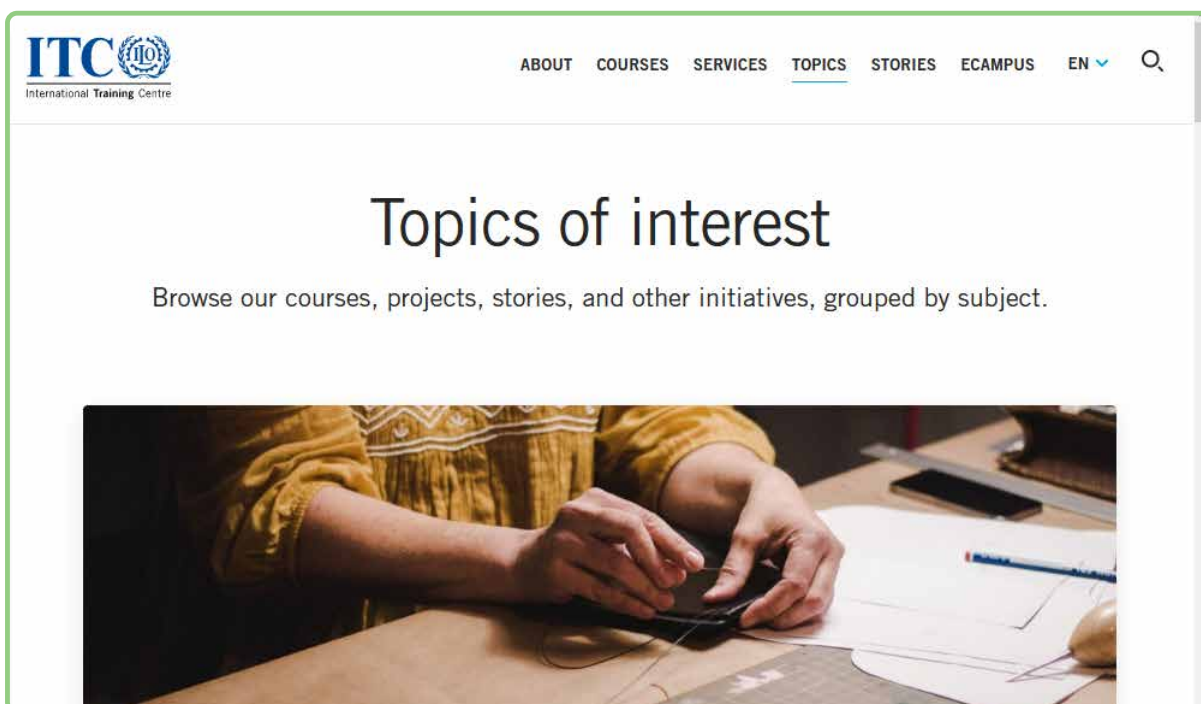 ITC
ILO
International Training Centre
ABOUT COURSES SERVICES TOPICS STORIES ECAMPUS EN
Topics of interest
Browse our courses, projects, stories, and other initiatives, grouped by subject.